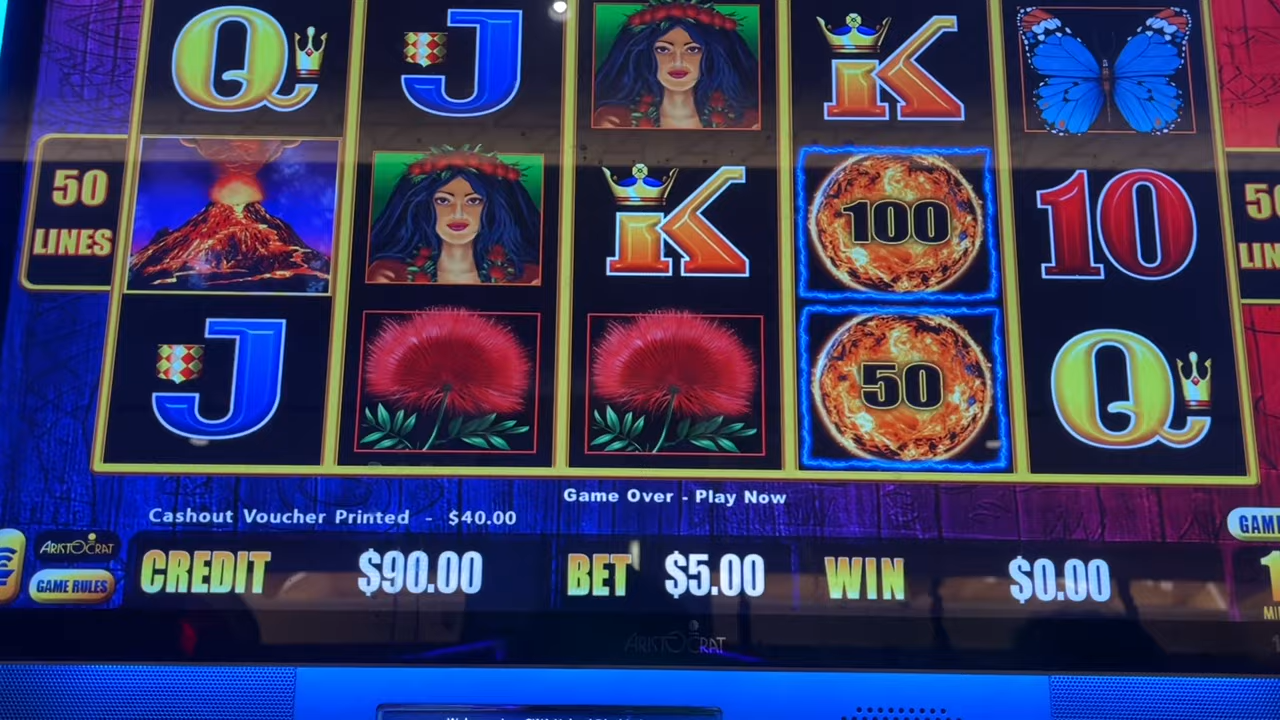 Q J K
50 LINES
K 100 10
J 50 Q
Game Over - Play Now
Cashout Voucher Printed - $40.00
ARISTOCRAT
GAME RULES
CREDIT $90.00 BET $5.00 WIN $0.00
ARISTOCRAT